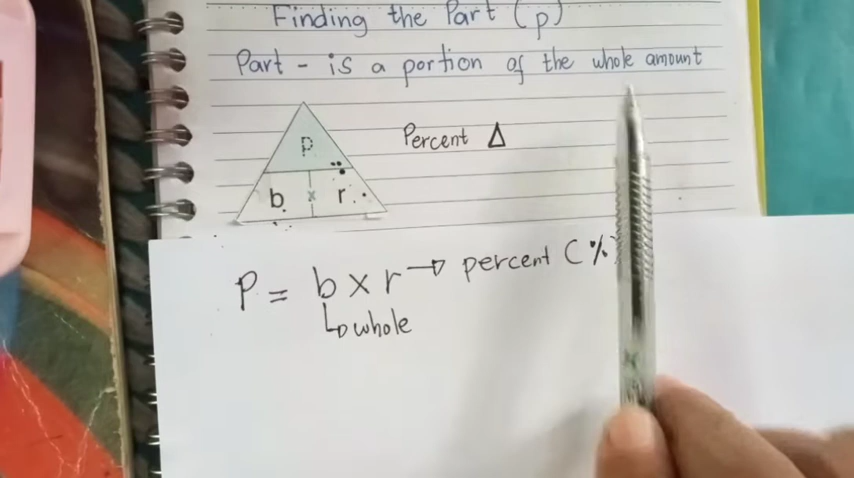 Finding the Part (p)
Part - is a portion of the whole amount
Percent Δ
P
b x r
P = b x r → percent (%)
↳ whole